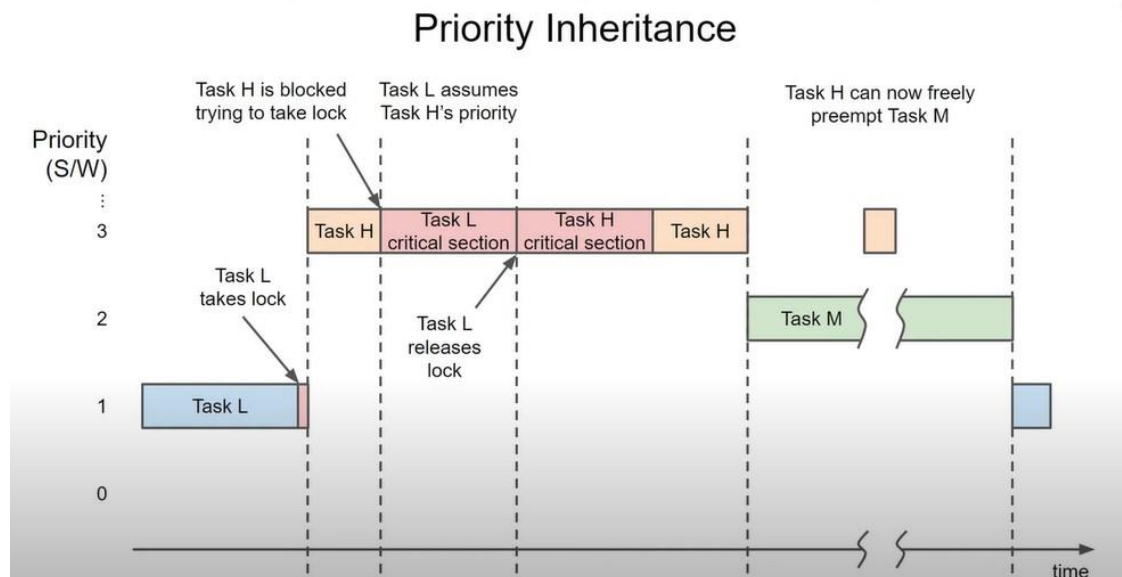 Priority Inheritance
Task H is blocked
trying to take lock
Task L assumes
Task H's priority
Task H can now freely
preempt Task M
Priority
(S/W)
⋮
3
Task H
Task L
critical section
Task H
critical section
Task H
Task L
takes lock
Task L
releases
lock
2
Task M
1
Task L
0
time